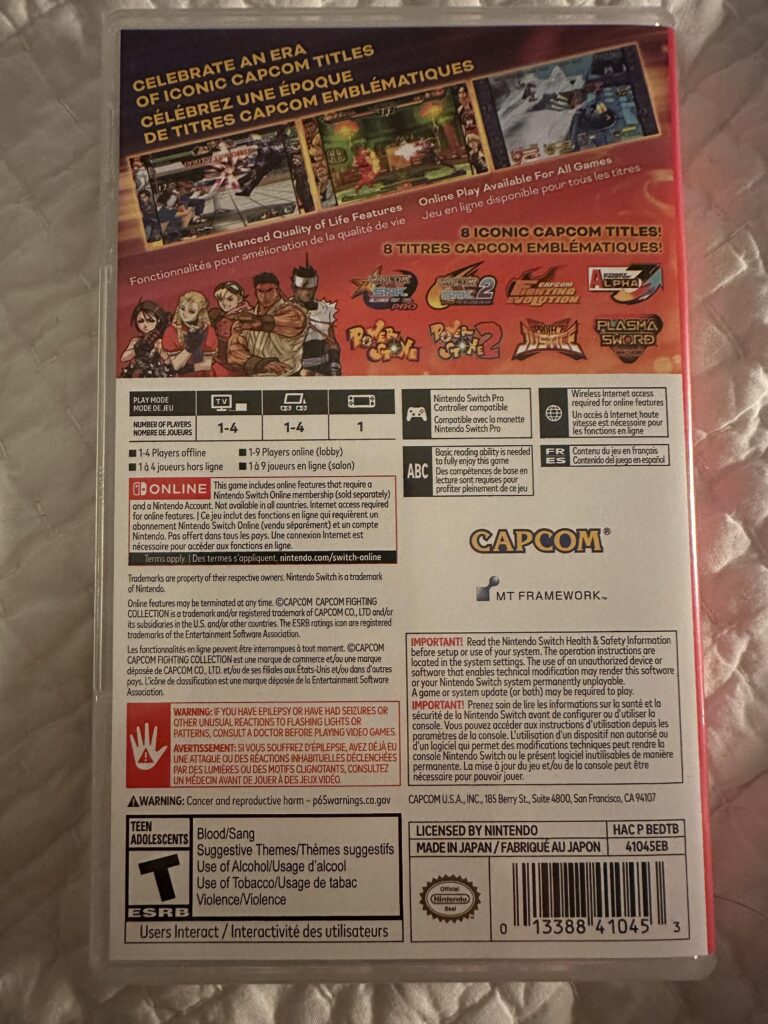 CELEBRATE AN ERA
OF ICONIC CAPCOM TITLES
CÉLÉBREZ UNE ÉPOQUE
DE TITRES CAPCOM EMBLÉMATIQUES
Enhanced Quality of Life Features
Fonctionnalités pour amélioration de la qualité de vie
Online Play Available For All Games
Jeu en ligne disponible pour tous les titres
8 ICONIC CAPCOM TITLES!
8 TITRES CAPCOM EMBLÉMATIQUES!
CAPCOM
SNK
PRO
CAPCOM
SNK 2
CAPCOM
FIGHTING
EVOLUTION
ALPHA 3
POWER STONE
POWER STONE 2
PROJECT
JUSTICE
PLASMA
SWORD
PLAY MODE
MODE DE JEU
TV
NUMBER OF PLAYERS
NOMBRE DE JOUEURS
1-4
1-4
1
1-4 Players offline
1-9 Players online (lobby)
1 à 4 joueurs hors ligne
1 à 9 joueurs en ligne (salon)
Nintendo Switch Pro
Controller compatible
Compatible avec la manette
Nintendo Switch Pro
Wireless Internet access
required for online features
Un accès à Internet haute
vitesse est nécessaire pour
les fonctions en ligne
ABC
Basic reading ability is needed
to fully enjoy this game
Des compétences de base en
lecture sont requises pour
profiter pleinement de ce jeu
FR
ES
Contenu du jeu en français
Contenido del juego en español
ONLINE
This game includes online features that require a
Nintendo Switch Online membership (sold separately)
and a Nintendo Account. Not available in all countries. Internet access required
for online features. | Ce jeu inclut des fonctions en ligne qui requièrent un
abonnement Nintendo Switch Online (vendu séparément) et un compte
Nintendo. Pas offert dans tous les pays. Une connexion Internet est
nécessaire pour accéder aux fonctions en ligne.
Terms apply. | Des termes s'appliquent. nintendo.com/switch-online
CAPCOM®
MT FRAMEWORK™
Trademarks are property of their respective owners. Nintendo Switch is a trademark
of Nintendo.
Online features may be terminated at any time. ©CAPCOM CAPCOM FIGHTING
COLLECTION is a trademark and/or registered trademark of CAPCOM CO., LTD and/or
its subsidiaries in the U.S. and/or other countries. The ESRB ratings icon are registered
trademarks of the Entertainment Software Association.
Les fonctionnalités en ligne peuvent être interrompues à tout moment. ©CAPCOM
CAPCOM FIGHTING COLLECTION est une marque de commerce et/ou une marque
déposée de CAPCOM CO., LTD. et/ou de ses filiales aux États-Unis et/ou dans d'autres
pays. L'icône de classification est une marque déposée de la Entertainment Software
Association.
IMPORTANT! Read the Nintendo Switch Health & Safety Information
before setup or use of your system. The operation instructions are
located in the system settings. The use of an unauthorized device or
software that enables technical modification may render this software
or your Nintendo Switch system permanently unplayable.
A game or system update (or both) may be required to play.
IMPORTANT! Prenez soin de lire les informations sur la santé et la
sécurité de la Nintendo Switch avant de configurer ou d'utiliser la
console. Vous pouvez accéder aux instructions d'utilisation depuis les
paramètres de la console. L'utilisation d'un dispositif non autorisé ou
d'un logiciel qui permet des modifications techniques peut rendre la
console Nintendo Switch ou le présent logiciel inutilisables de manière
permanente. La mise à jour du jeu et/ou de la console peut être
nécessaire pour pouvoir jouer.
WARNING: IF YOU HAVE EPILEPSY OR HAVE HAD SEIZURES OR
OTHER UNUSUAL REACTIONS TO FLASHING LIGHTS OR
PATTERNS, CONSULT A DOCTOR BEFORE PLAYING VIDEO GAMES.
AVERTISSEMENT: SI VOUS SOUFFREZ D'ÉPILEPSIE, AVEZ DÉJÀ EU
UNE ATTAQUE OU DES RÉACTIONS INHABITUELLES DÉCLENCHÉES
PAR DES LUMIÈRES OU DES MOTIFS CLIGNOTANTS, CONSULTEZ
UN MÉDECIN AVANT DE JOUER À DES JEUX VIDÉO.
WARNING: Cancer and reproductive harm – p65warnings.ca.gov
CAPCOM U.S.A., INC., 185 Berry St., Suite 4800, San Francisco, CA 94107
TEEN
ADOLESCENTS
T
ESRB
Blood/Sang
Suggestive Themes/Thèmes suggestifs
Use of Alcohol/Usage d'alcool
Use of Tobacco/Usage de tabac
Violence/Violence
Users Interact / Interactivité des utilisateurs
LICENSED BY NINTENDO
HAC P BEDTB
MADE IN JAPAN / FABRIQUÉ AU JAPON
41045EB
Official
Nintendo
Seal
0 13388 41045 3